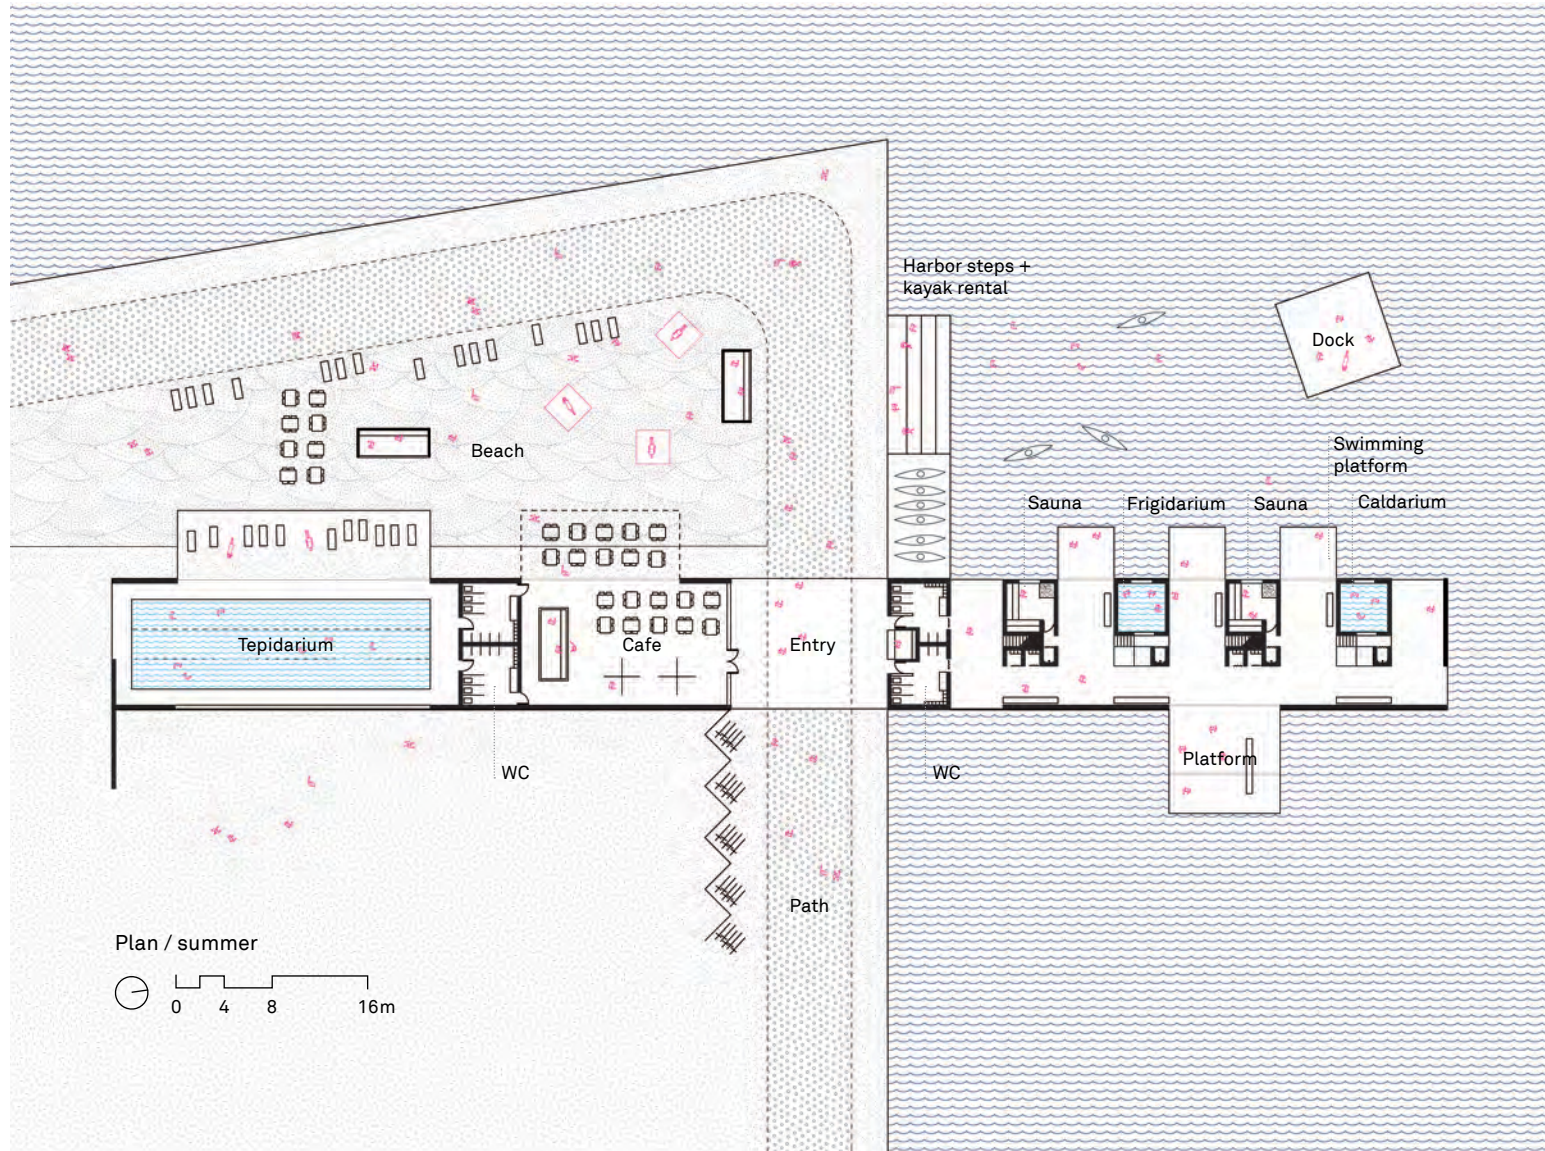 Harbor steps +
kayak rental
Dock
Swimming
platform
Beach
Sauna
Frigidarium
Sauna
Caldarium
Tepidarium
Cafe
Entry
WC
WC
Platform
Path
Plan / summer
0 4 8 16m